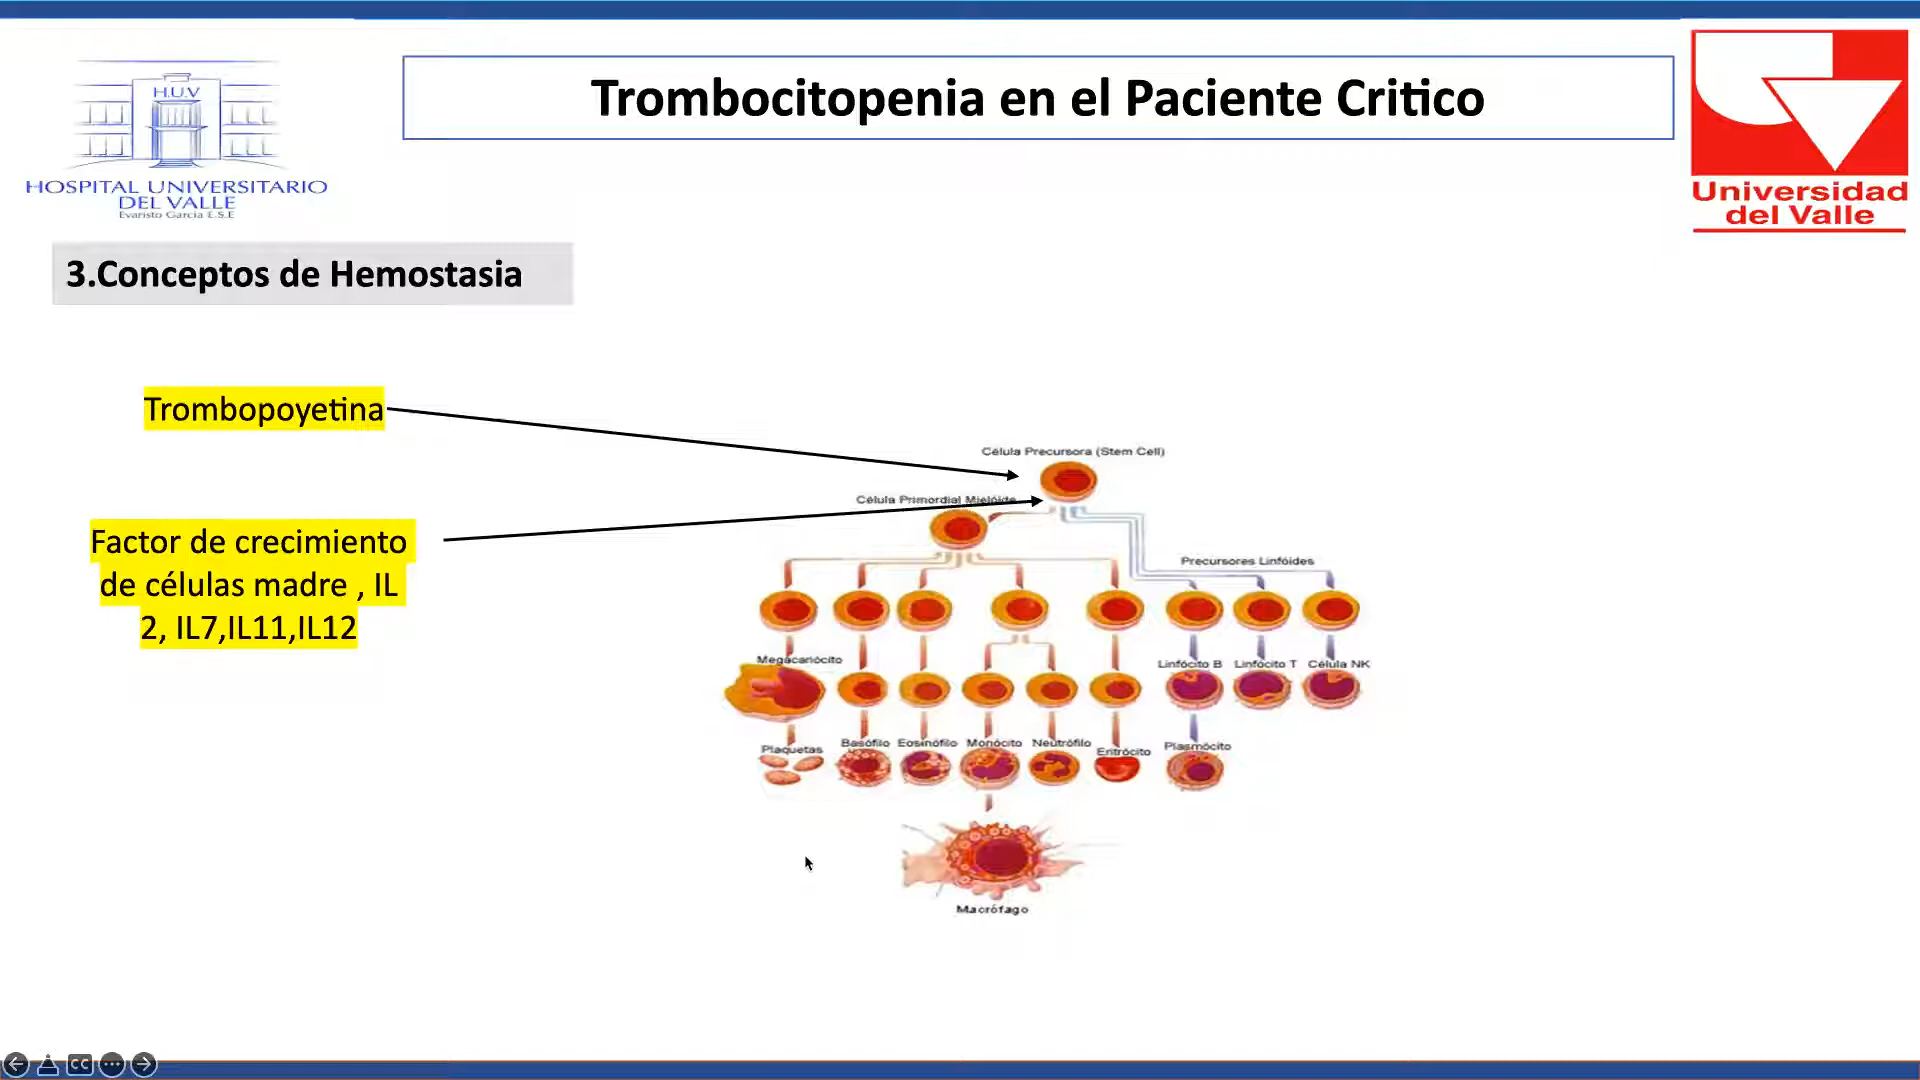 H.U.V
HOSPITAL UNIVERSITARIO
DEL VALLE
Evaristo García E.S.E
Trombocitopenia en el Paciente Critico
Universidad
del Valle
3.Conceptos de Hemostasia
Trombopoyetina
Factor de crecimiento
de células madre , IL
2, IL7,IL11,IL12
Célula Precursora (Stem Cell)
Célula Primordial Mielóide
Precursores Linfóides
Megacariócito
Linfócito B Linfócito T Célula NK
Plaquetas Basófilo Eosinófilo Monócito Neutrófilo Eritrócito Plasmócito
Macrófago
CC